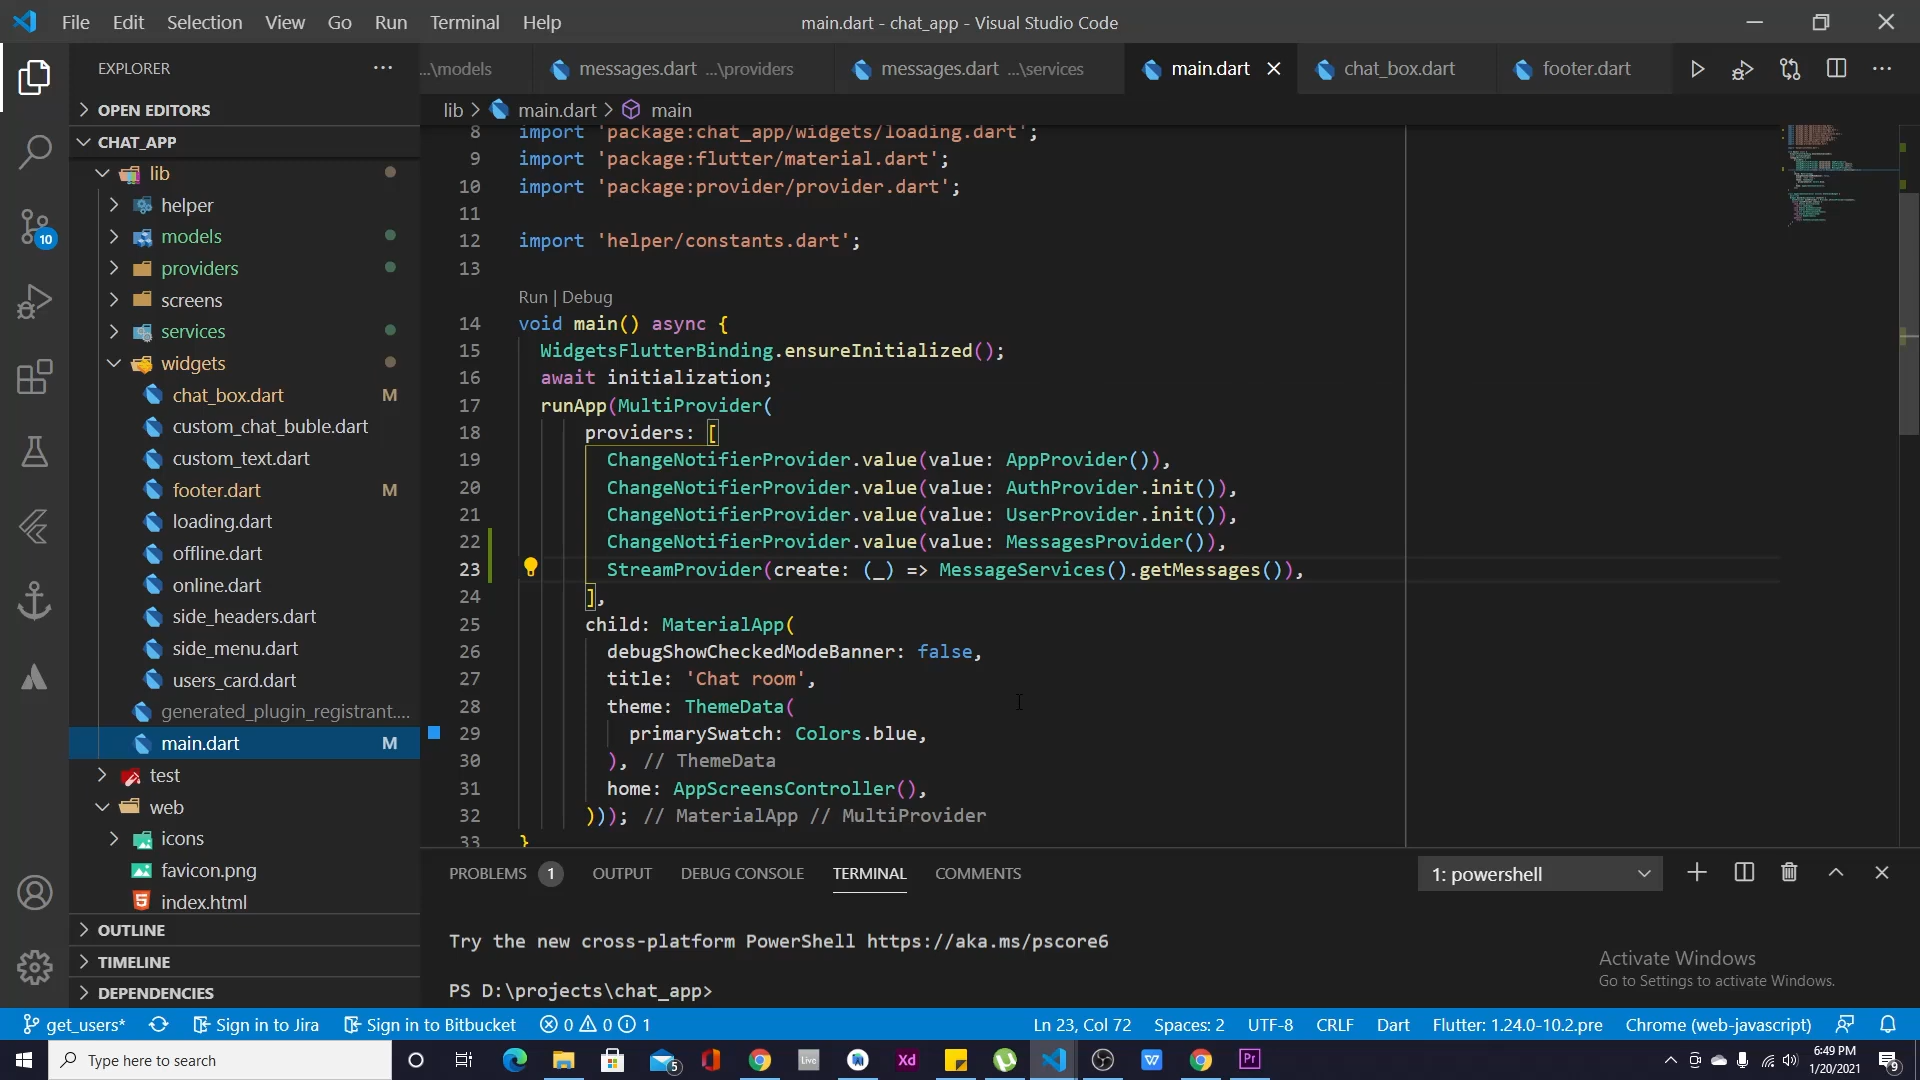 File Edit Selection View Go Run Terminal Help
main.dart - chat_app - Visual Studio Code
EXPLORER
...\models
messages.dart ...\providers
messages.dart ...\services
main.dart
chat_box.dart
footer.dart
lib > main.dart > main
OPEN EDITORS
CHAT_APP
lib
helper
models
providers
screens
services
widgets
chat_box.dart M
custom_chat_buble.dart
custom_text.dart
footer.dart M
loading.dart
offline.dart
online.dart
side_headers.dart
side_menu.dart
users_card.dart
generated_plugin_registrant....
main.dart M
test
web
icons
favicon.png
index.html
OUTLINE
TIMELINE
DEPENDENCIES
10
8 import 'package:chat_app/widgets/loading.dart';
9 import 'package:flutter/material.dart';
10 import 'package:provider/provider.dart';
11
12 import 'helper/constants.dart';
13
Run | Debug
14 void main() async {
15 WidgetsFlutterBinding.ensureInitialized();
16 await initialization;
17 runApp(MultiProvider(
18 providers: [
19 ChangeNotifierProvider.value(value: AppProvider()),
20 ChangeNotifierProvider.value(value: AuthProvider.init()),
21 ChangeNotifierProvider.value(value: UserProvider.init()),
22 ChangeNotifierProvider.value(value: MessagesProvider()),
23 StreamProvider(create: (_) => MessageServices().getMessages()),
24 ],
25 child: MaterialApp(
26 debugShowCheckedModeBanner: false,
27 title: 'Chat room',
28 theme: ThemeData(
29 primarySwatch: Colors.blue,
30 ), // ThemeData
31 home: AppScreensController(),
32 ))); // MaterialApp // MultiProvider
33 }
PROBLEMS 1 OUTPUT DEBUG CONSOLE TERMINAL COMMENTS
1: powershell
Try the new cross-platform PowerShell https://aka.ms/pscore6
PS D:\projects\chat_app>
Activate Windows
Go to Settings to activate Windows.
get_users* Sign in to Jira Sign in to Bitbucket 0 0 1
Ln 23, Col 72 Spaces: 2 UTF-8 CRLF Dart Flutter: 1.24.0-10.2.pre Chrome (web-javascript)
Type here to search
5
Live
Xd
W
Pr
6:49 PM
1/20/2021
9